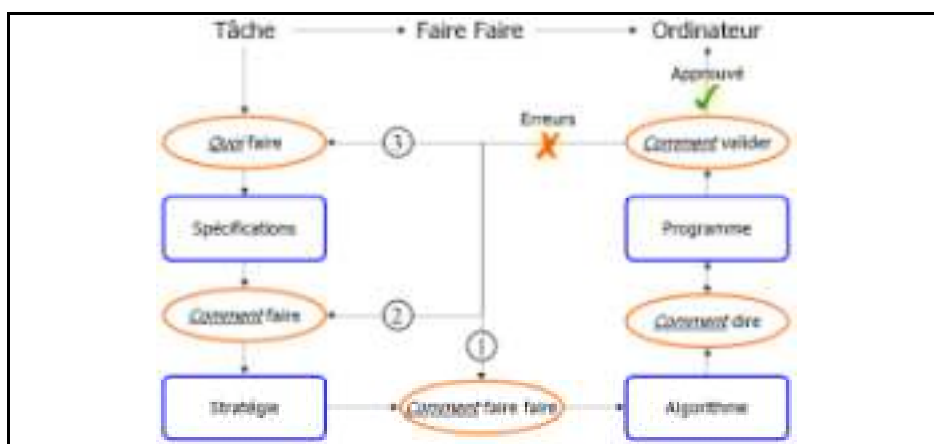 Tâche Faire Faire Ordinateur
Approuvé
Erreurs
Quoi faire 3 Comment valider
Spécifications Programme
Comment faire 2 Comment dire
1
Stratégie Comment faire faire Algorithme